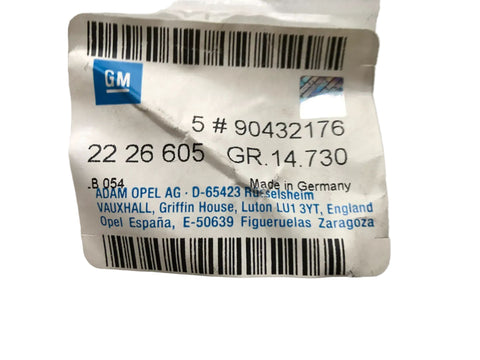 GM
5 # 90432176
22 26 605 GR.14.730
.B 054 Made in Germany
ADAM OPEL AG · D-65423 Rüsselsheim
VAUXHALL, Griffin House, Luton LU1 3YT, England
Opel España, E-50639 Figueruelas Zaragoza